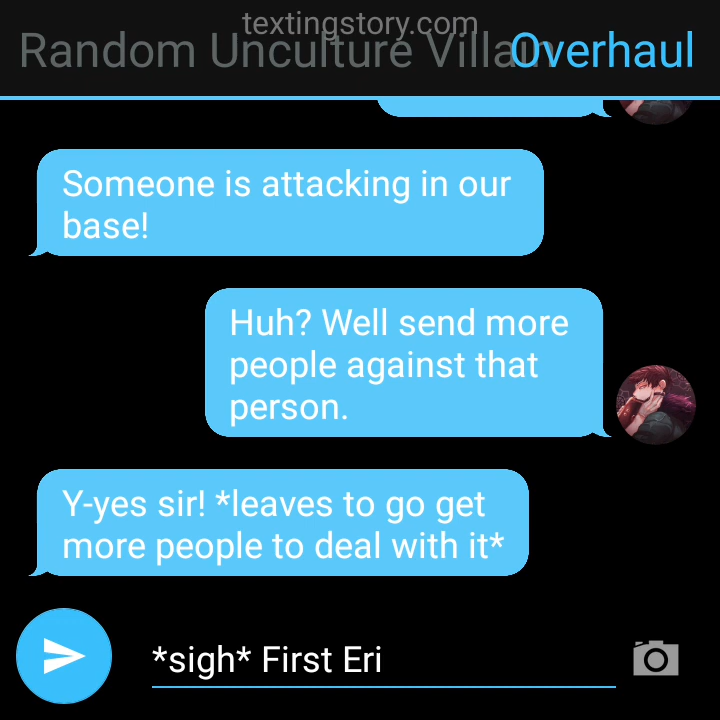 textingstory.com
Random Unculture Villain Overhaul
Someone is attacking in our
base!
Huh? Well send more
people against that
person.
Y-yes sir! *leaves to go get
more people to deal with it*
*sigh* First Eri